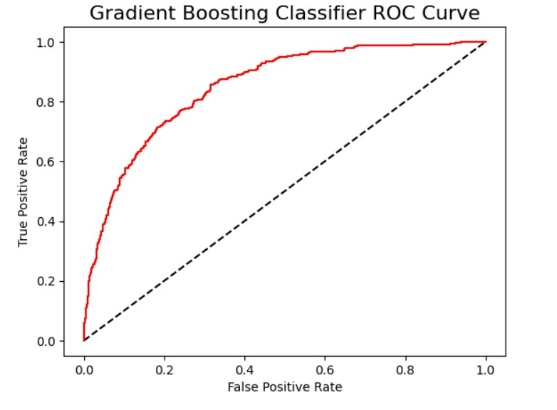 Gradient Boosting Classifier ROC Curve
1.0
0.8
0.6
0.4
0.2
0.0
True Positive Rate
0.0 0.2 0.4 0.6 0.8 1.0
False Positive Rate